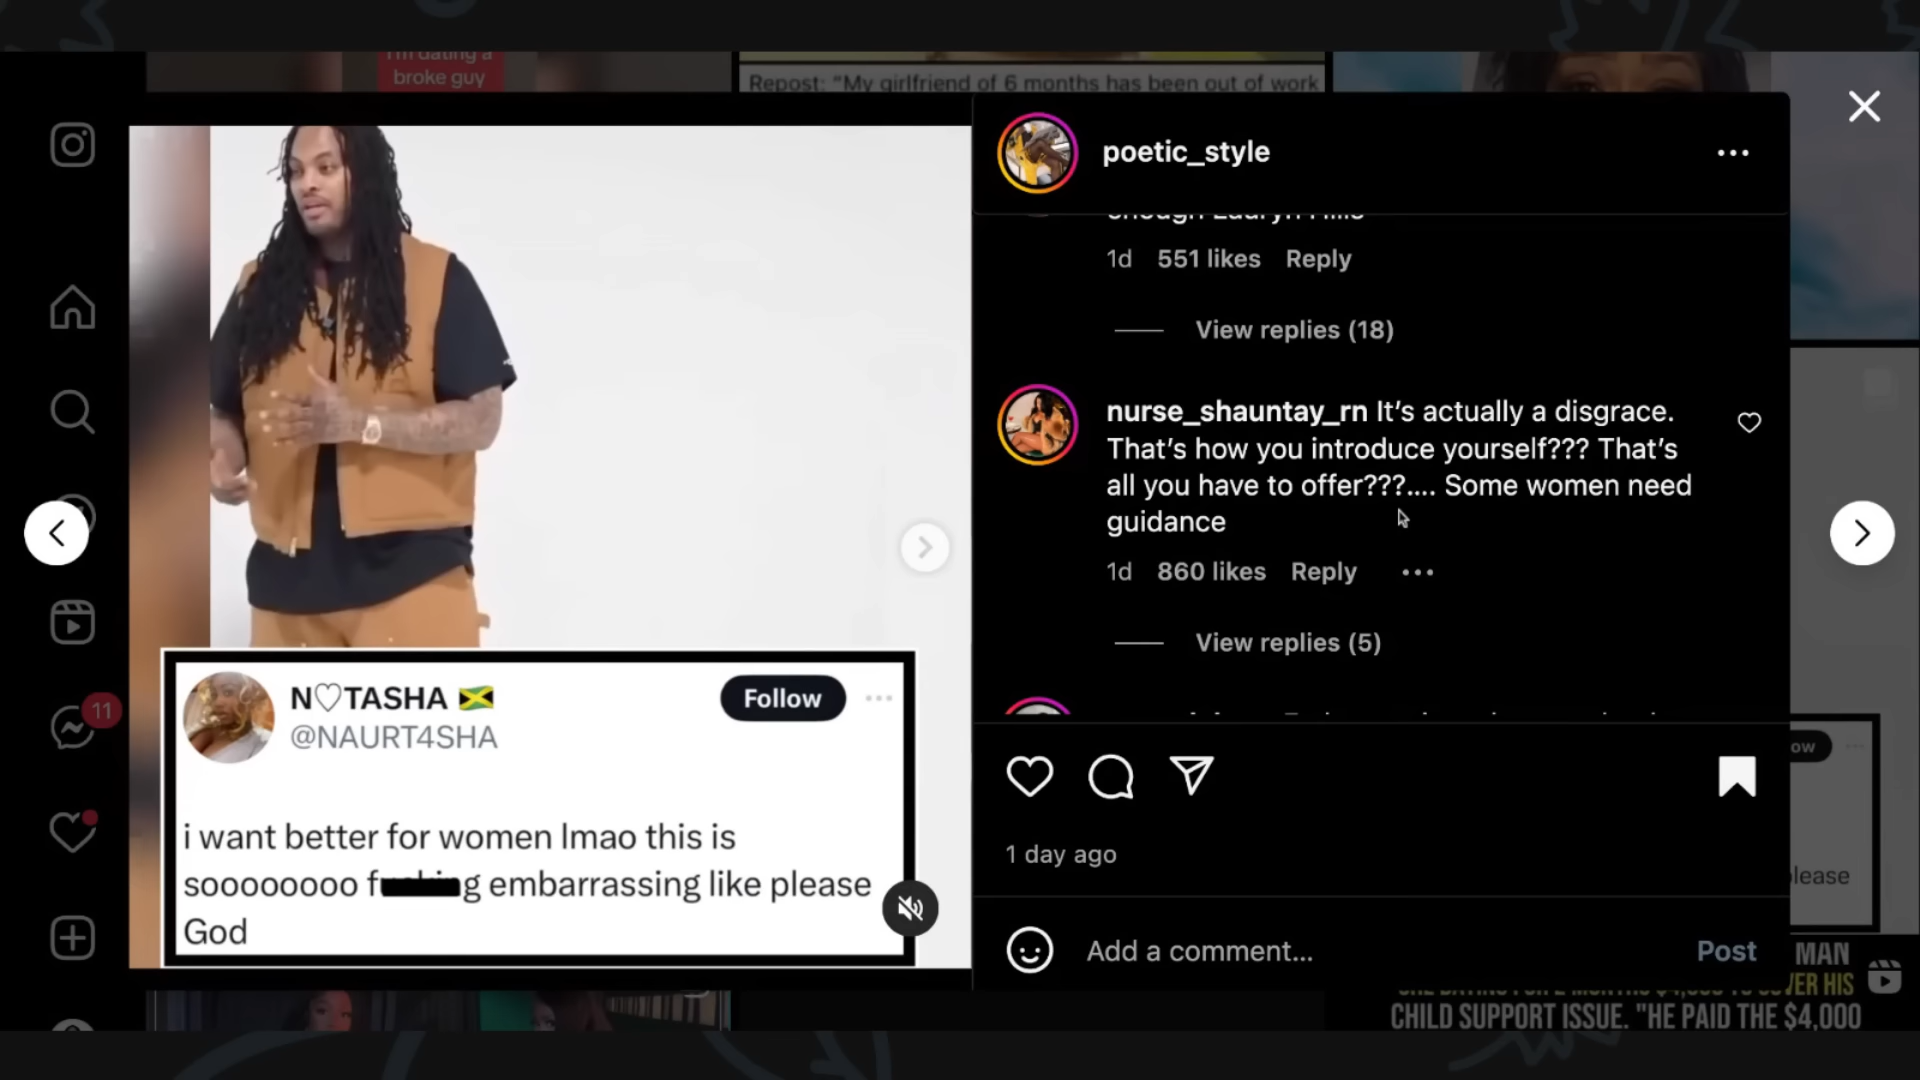 I'm dating a
broke guy
Repost: "My girlfriend of 6 months has been out of work
poetic_style
enough Lauryn Hills
1d 551 likes Reply
View replies (18)
nurse_shauntay_rn It's actually a disgrace.
That's how you introduce yourself??? That's
all you have to offer???.... Some women need
guidance
1d 860 likes Reply
View replies (5)
11
N♡TASHA 🇯🇲
@NAURT4SHA
Follow
i want better for women lmao this is
soooooooo f g embarrassing like please
God
1 day ago
Add a comment...
Post
ow
lease
MAN
VER HIS
CHILD SUPPORT ISSUE. "HE PAID THE $4,000